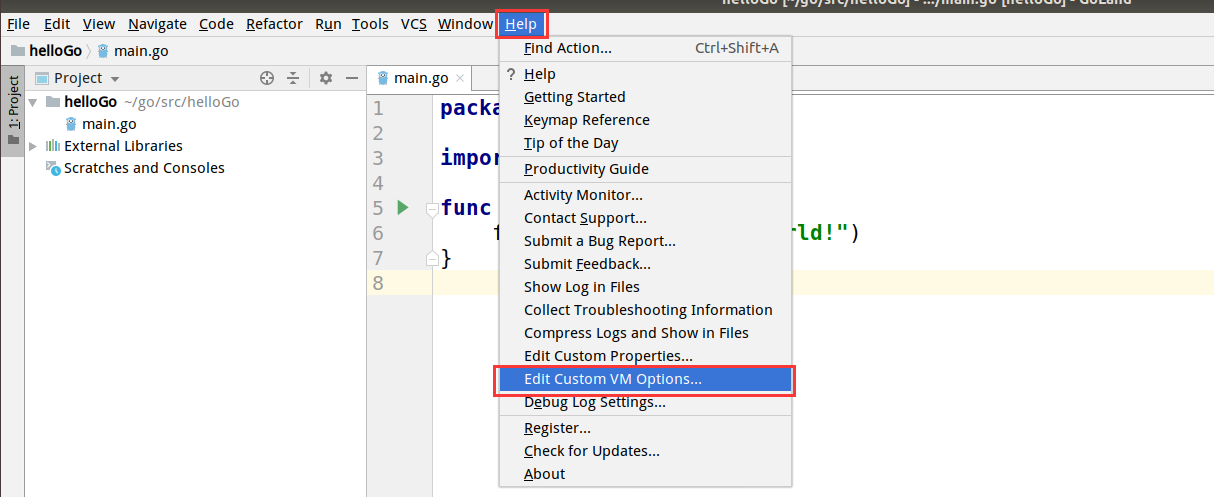 helloGo [~/go/src/helloGo] - .../main.go [helloGo] - GoLand
File Edit View Navigate Code Refactor Run Tools VCS Window Help
helloGo main.go
1: Project
Project
helloGo ~/go/src/helloGo
main.go
External Libraries
Scratches and Consoles
main.go
1 packa
2
3 impor
4
5 func
6 f rld!")
7 }
8
Find Action... Ctrl+Shift+A
? Help
Getting Started
Keymap Reference
Tip of the Day
Productivity Guide
Activity Monitor...
Contact Support...
Submit a Bug Report...
Submit Feedback...
Show Log in Files
Collect Troubleshooting Information
Compress Logs and Show in Files
Edit Custom Properties...
Edit Custom VM Options...
Debug Log Settings...
Register...
Check for Updates...
About